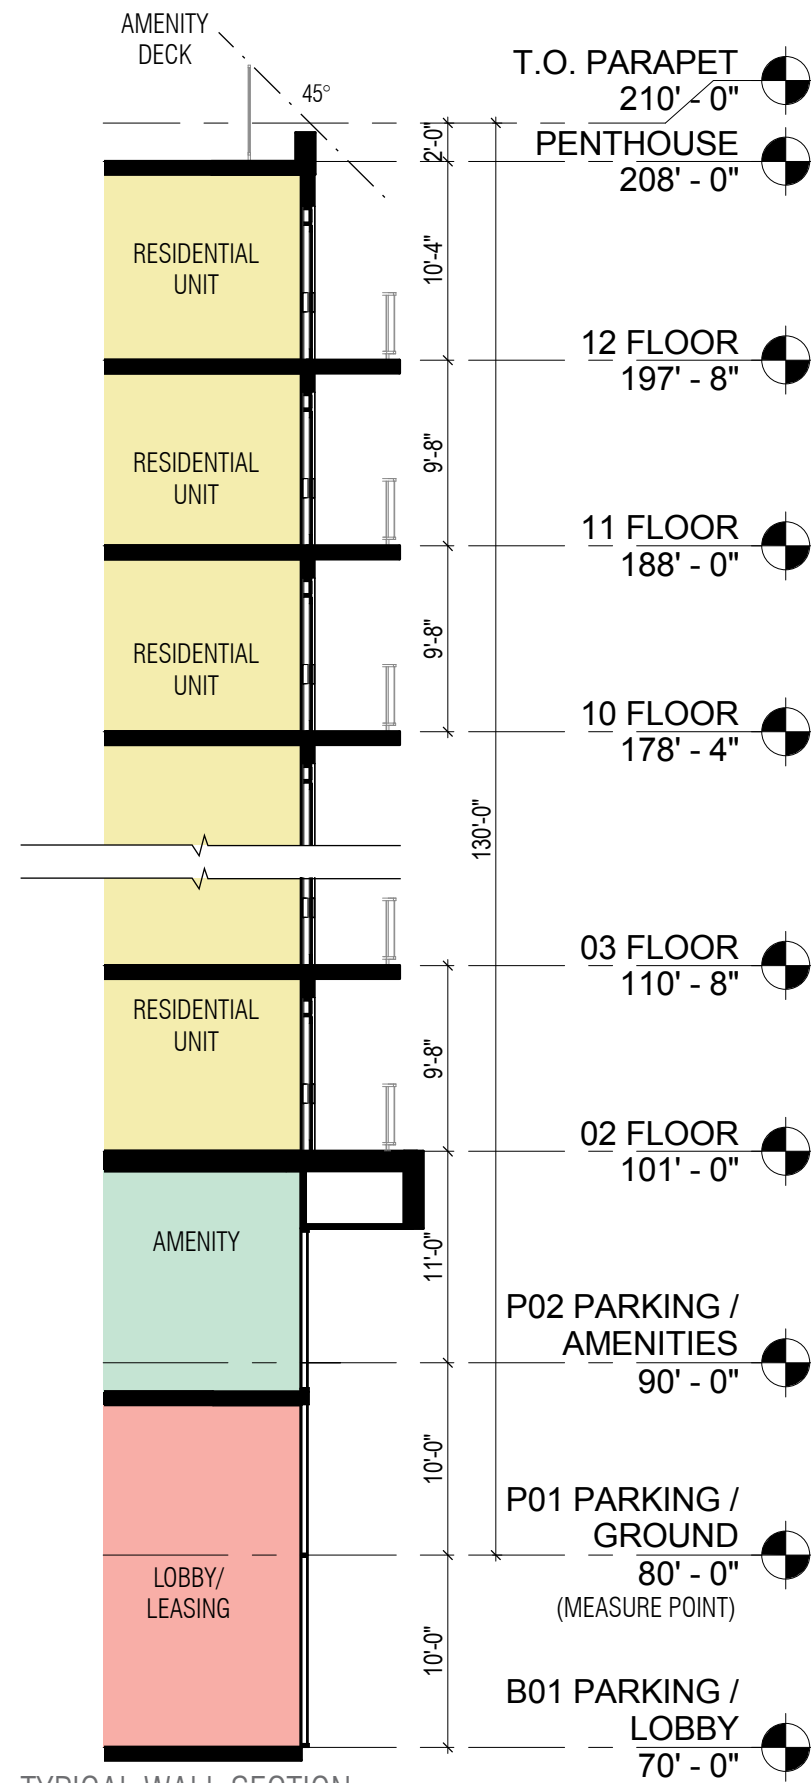 AMENITY
DECK
45°
T.O. PARAPET
210' - 0"
2'-0"
PENTHOUSE
208' - 0"
RESIDENTIAL
UNIT
10'-4"
12 FLOOR
197' - 8"
RESIDENTIAL
UNIT
9'-8"
11 FLOOR
188' - 0"
RESIDENTIAL
UNIT
9'-8"
10 FLOOR
178' - 4"
130'-0"
03 FLOOR
110' - 8"
RESIDENTIAL
UNIT
9'-8"
02 FLOOR
101' - 0"
AMENITY
11'-0"
P02 PARKING /
AMENITIES
90' - 0"
10'-0"
P01 PARKING /
GROUND
80' - 0"
(MEASURE POINT)
LOBBY/
LEASING
10'-0"
B01 PARKING /
LOBBY
70' - 0"
TYPICAL WALL SECTION